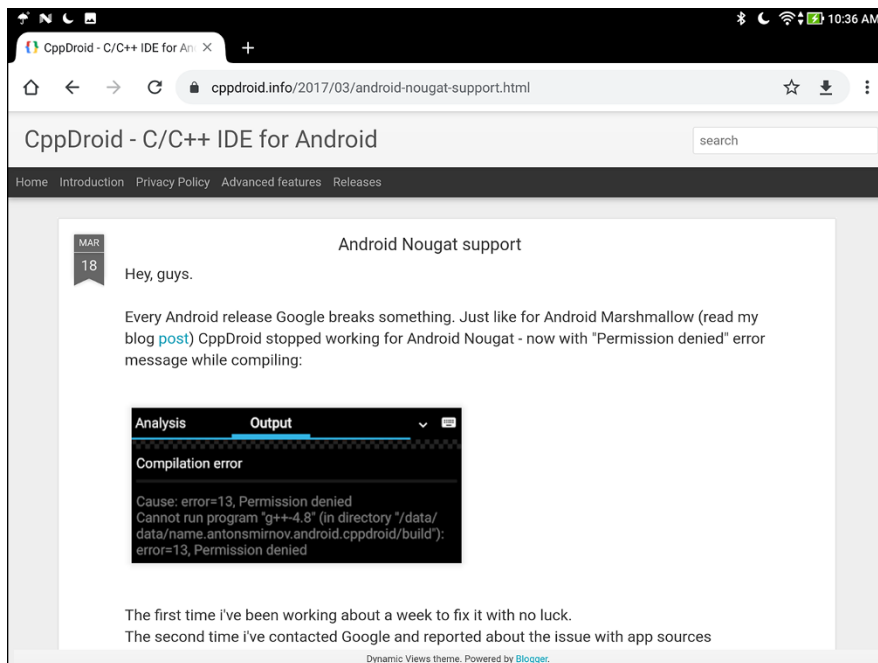 10:36 AM
CppDroid - C/C++ IDE for An
cppdroid.info/2017/03/android-nougat-support.html
CppDroid - C/C++ IDE for Android
search
Home Introduction Privacy Policy Advanced features Releases
MAR
18
Android Nougat support
Hey, guys.
Every Android release Google breaks something. Just like for Android Marshmallow (read my
blog post) CppDroid stopped working for Android Nougat - now with "Permission denied" error
message while compiling:
Analysis Output
Compilation error
Cause: error=13, Permission denied
Cannot run program "g++-4.8" (in directory "/data/
data/name.antonsmirnov.android.cppdroid/build"):
error=13, Permission denied
The first time i've been working about a week to fix it with no luck.
The second time i've contacted Google and reported about the issue with app sources
Dynamic Views theme. Powered by Blogger.